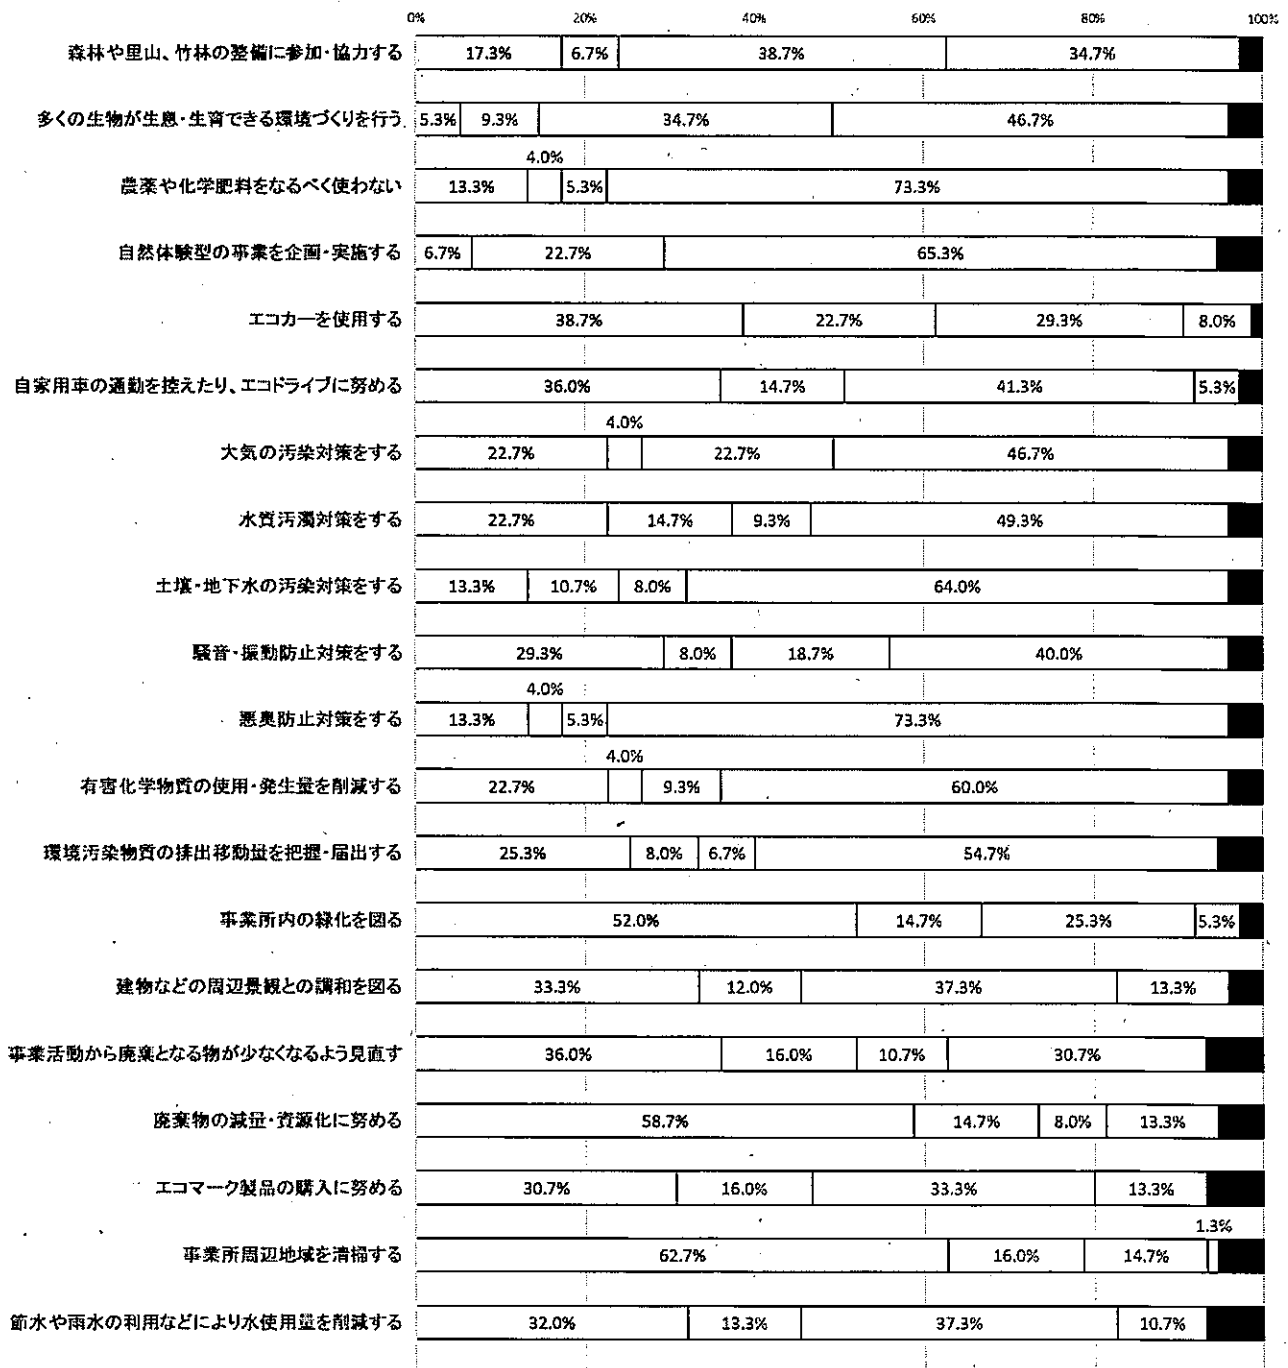 0% 20% 40% 60% 80% 100%
森林や里山、竹林の整備に参加・協力する 17.3% 6.7% 38.7% 34.7%
多くの生物が生息・生育できる環境づくりを行う 5.3% 9.3% 34.7% 46.7%
4.0%
農薬や化学肥料をなるべく使わない 13.3% 5.3% 73.3%
自然体験型の事業を企画・実施する 6.7% 22.7% 65.3%
エコカーを使用する 38.7% 22.7% 29.3% 8.0%
自家用車の通勤を控えたり、エコドライブに努める 36.0% 14.7% 41.3% 5.3%
4.0%
大気の汚染対策をする 22.7% 22.7% 46.7%
水質汚濁対策をする 22.7% 14.7% 9.3% 49.3%
土壌・地下水の汚染対策をする 13.3% 10.7% 8.0% 64.0%
騒音・振動防止対策をする 29.3% 8.0% 18.7% 40.0%
4.0%
悪臭防止対策をする 13.3% 5.3% 73.3%
4.0%
有害化学物質の使用・発生量を削減する 22.7% 9.3% 60.0%
環境汚染物質の排出移動量を把握・届出する 25.3% 8.0% 6.7% 54.7%
事業所内の緑化を図る 52.0% 14.7% 25.3% 5.3%
建物などの周辺景観との調和を図る 33.3% 12.0% 37.3% 13.3%
事業活動から廃棄となる物が少なくなるよう見直す 36.0% 16.0% 10.7% 30.7%
廃棄物の減量・資源化に努める 58.7% 14.7% 8.0% 13.3%
エコマーク製品の購入に努める 30.7% 16.0% 33.3% 13.3%
1.3%
事業所周辺地域を清掃する 62.7% 16.0% 14.7%
節水や雨水の利用などにより水使用量を削減する 32.0% 13.3% 37.3% 10.7%